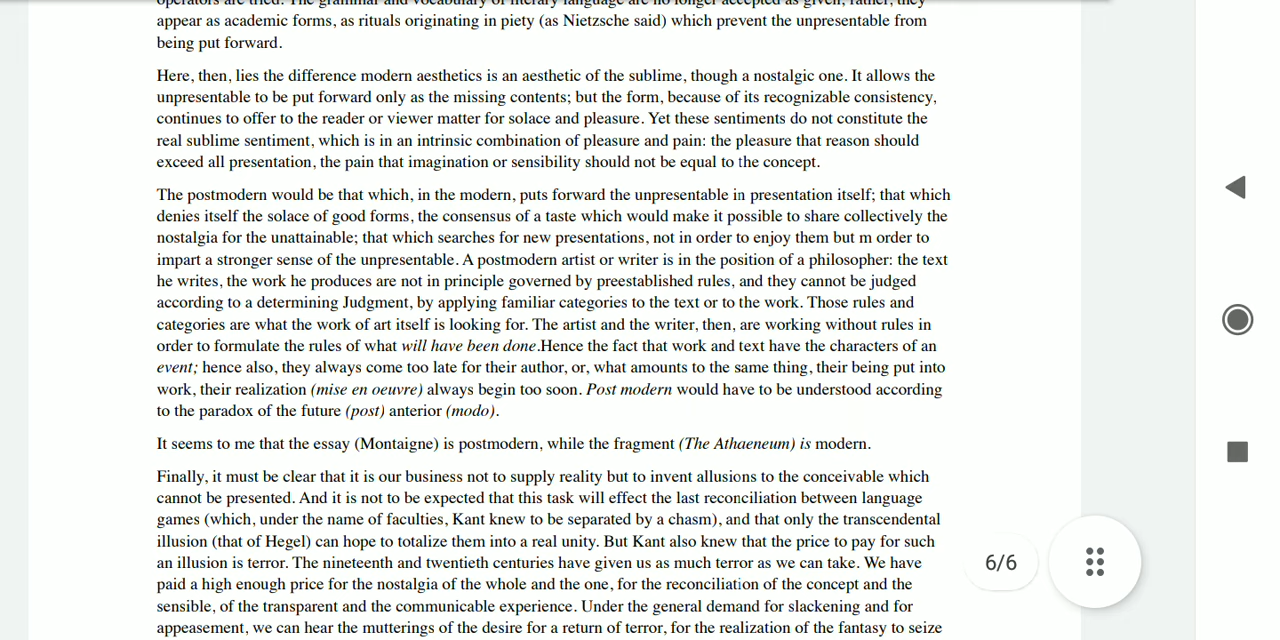 operators are tried. The grammar and vocabulary of literary language are no longer accepted as given; rather, they
appear as academic forms, as rituals originating in piety (as Nietzsche said) which prevent the unpresentable from
being put forward.
Here, then, lies the difference modern aesthetics is an aesthetic of the sublime, though a nostalgic one. It allows the
unpresentable to be put forward only as the missing contents; but the form, because of its recognizable consistency,
continues to offer to the reader or viewer matter for solace and pleasure. Yet these sentiments do not constitute the
real sublime sentiment, which is in an intrinsic combination of pleasure and pain: the pleasure that reason should
exceed all presentation, the pain that imagination or sensibility should not be equal to the concept.
The postmodern would be that which, in the modern, puts forward the unpresentable in presentation itself; that which
denies itself the solace of good forms, the consensus of a taste which would make it possible to share collectively the
nostalgia for the unattainable; that which searches for new presentations, not in order to enjoy them but m order to
impart a stronger sense of the unpresentable. A postmodern artist or writer is in the position of a philosopher: the text
he writes, the work he produces are not in principle governed by preestablished rules, and they cannot be judged
according to a determining Judgment, by applying familiar categories to the text or to the work. Those rules and
categories are what the work of art itself is looking for. The artist and the writer, then, are working without rules in
order to formulate the rules of what will have been done.Hence the fact that work and text have the characters of an
event; hence also, they always come too late for their author, or, what amounts to the same thing, their being put into
work, their realization (mise en oeuvre) always begin too soon. Post modern would have to be understood according
to the paradox of the future (post) anterior (modo).
It seems to me that the essay (Montaigne) is postmodern, while the fragment (The Athaeneum) is modern.
Finally, it must be clear that it is our business not to supply reality but to invent allusions to the conceivable which
cannot be presented. And it is not to be expected that this task will effect the last reconciliation between language
games (which, under the name of faculties, Kant knew to be separated by a chasm), and that only the transcendental
illusion (that of Hegel) can hope to totalize them into a real unity. But Kant also knew that the price to pay for such
an illusion is terror. The nineteenth and twentieth centuries have given us as much terror as we can take. We have
paid a high enough price for the nostalgia of the whole and the one, for the reconciliation of the concept and the
sensible, of the transparent and the communicable experience. Under the general demand for slackening and for
appeasement, we can hear the mutterings of the desire for a return of terror, for the realization of the fantasy to seize
6/6